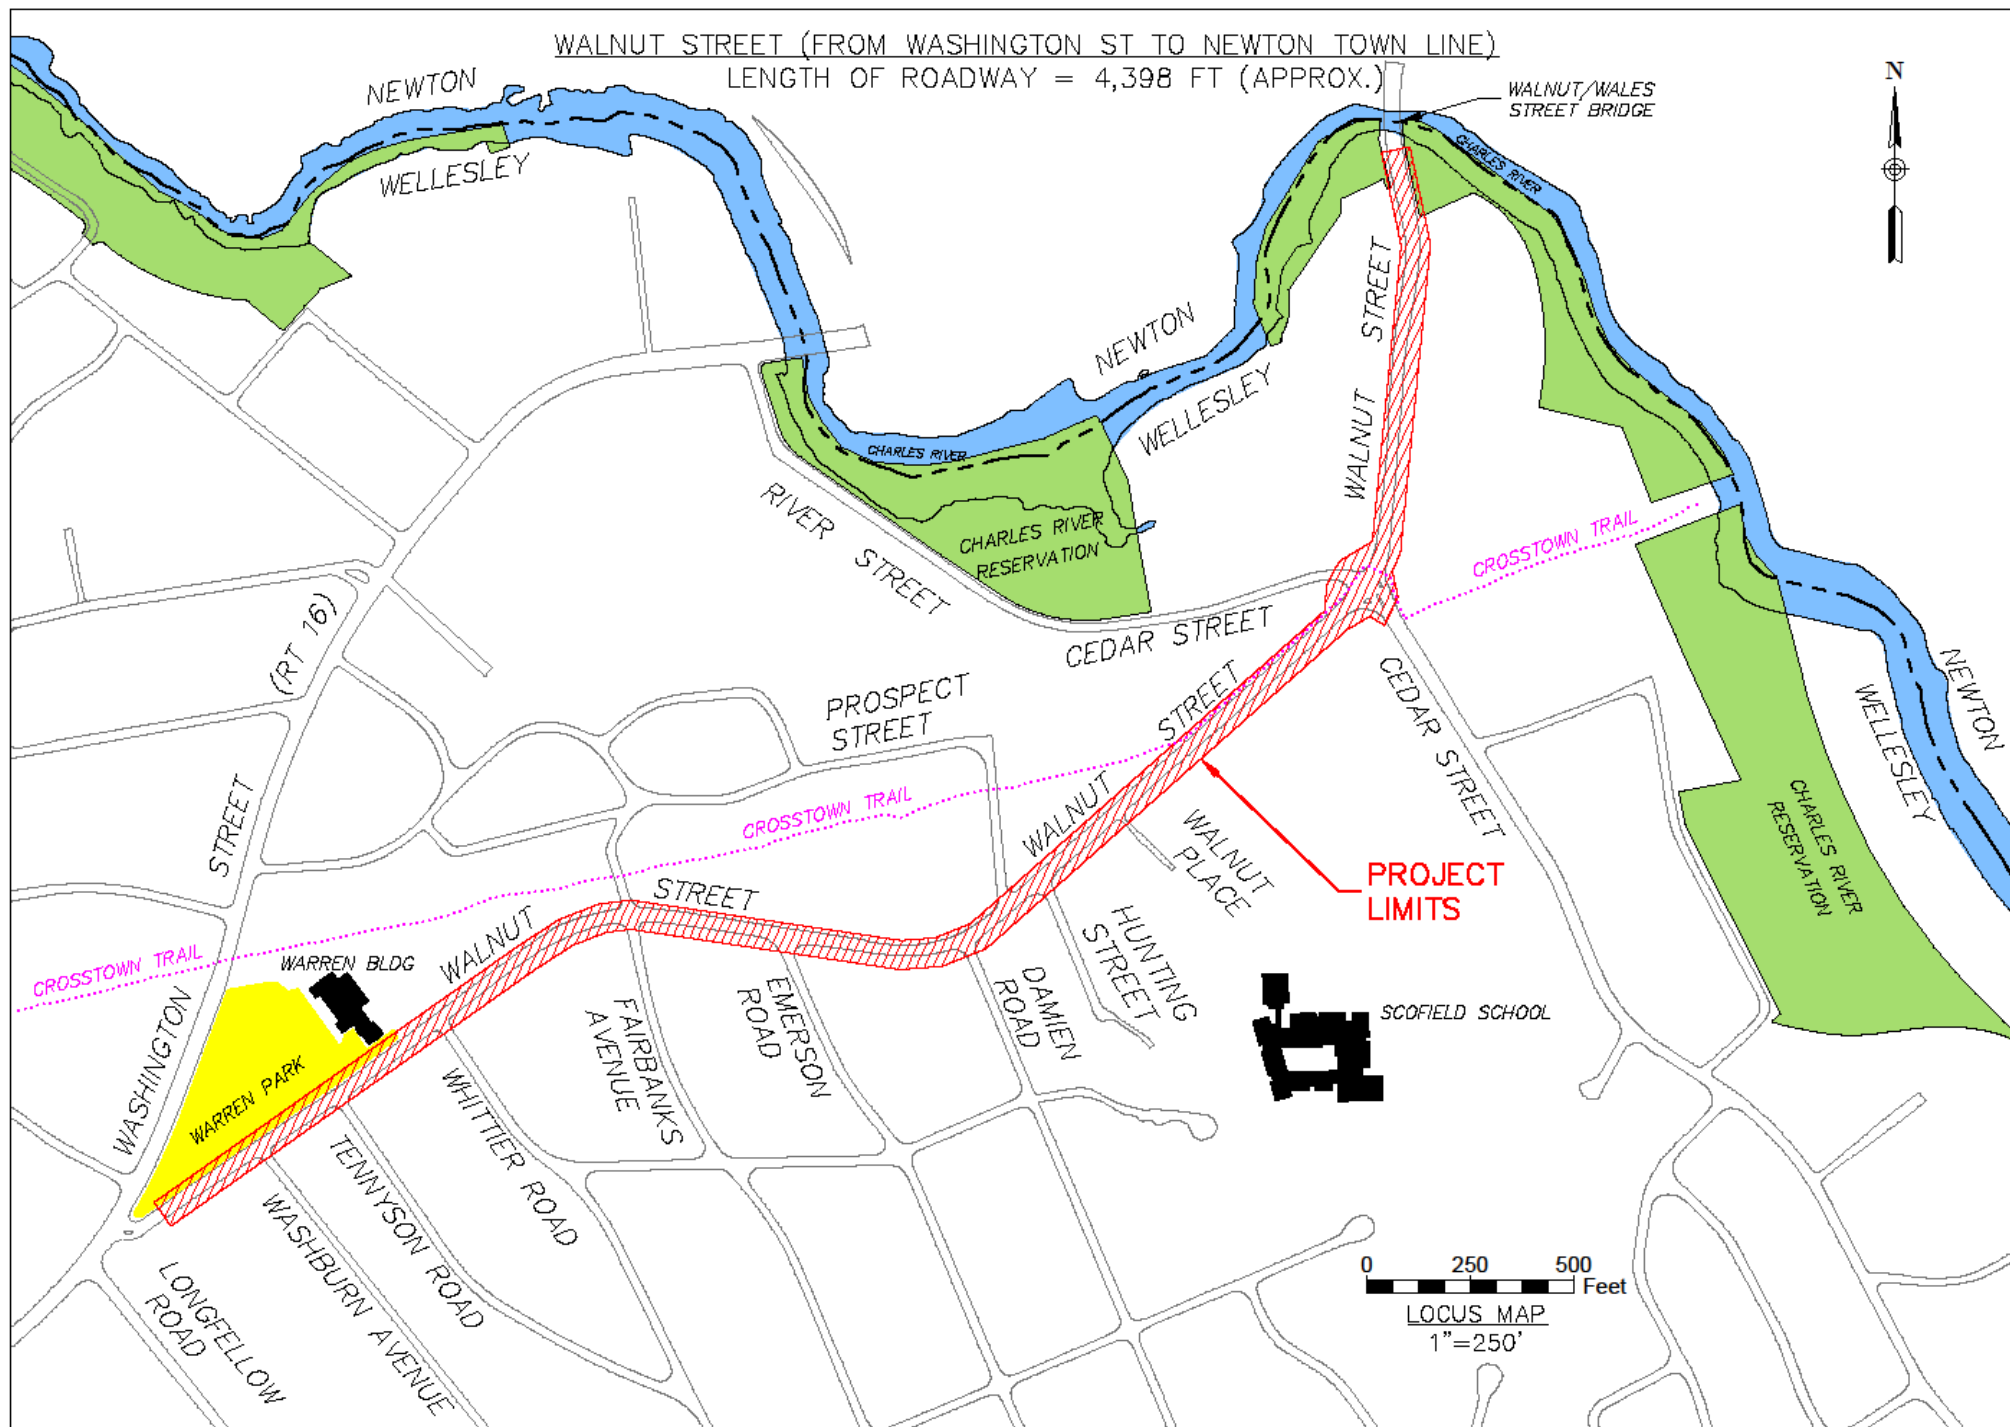 WALNUT STREET (FROM WASHINGTON ST TO NEWTON TOWN LINE)
LENGTH OF ROADWAY = 4,398 FT (APPROX.)
NEWTON
WELLESLEY
WALNUT/WALES
STREET BRIDGE
N
CHARLES RIVER
NEWTON
WELLESLEY
WALNUT STREET
CHARLES RIVER
CHARLES RIVER
RESERVATION
RIVER STREET
CROSSTOWN TRAIL
CEDAR STREET
(RT 16)
PROSPECT
STREET
WALNUT STREET
CEDAR STREET
NEWTON
WELLESLEY
CHARLES RIVER
RESERVATION
WASHINGTON STREET
CROSSTOWN TRAIL
WALNUT
PLACE
PROJECT
LIMITS
WALNUT STREET
HUNTING
STREET
CROSSTOWN TRAIL
WARREN BLDG
WARREN PARK
FAIRBANKS
AVENUE
EMERSON
ROAD
DAMIEN
ROAD
SCOFIELD SCHOOL
WHITTIER ROAD
TENNYSON ROAD
WASHBURN AVENUE
LONGFELLOW
ROAD
0 250 500
Feet
LOCUS MAP
1"=250'